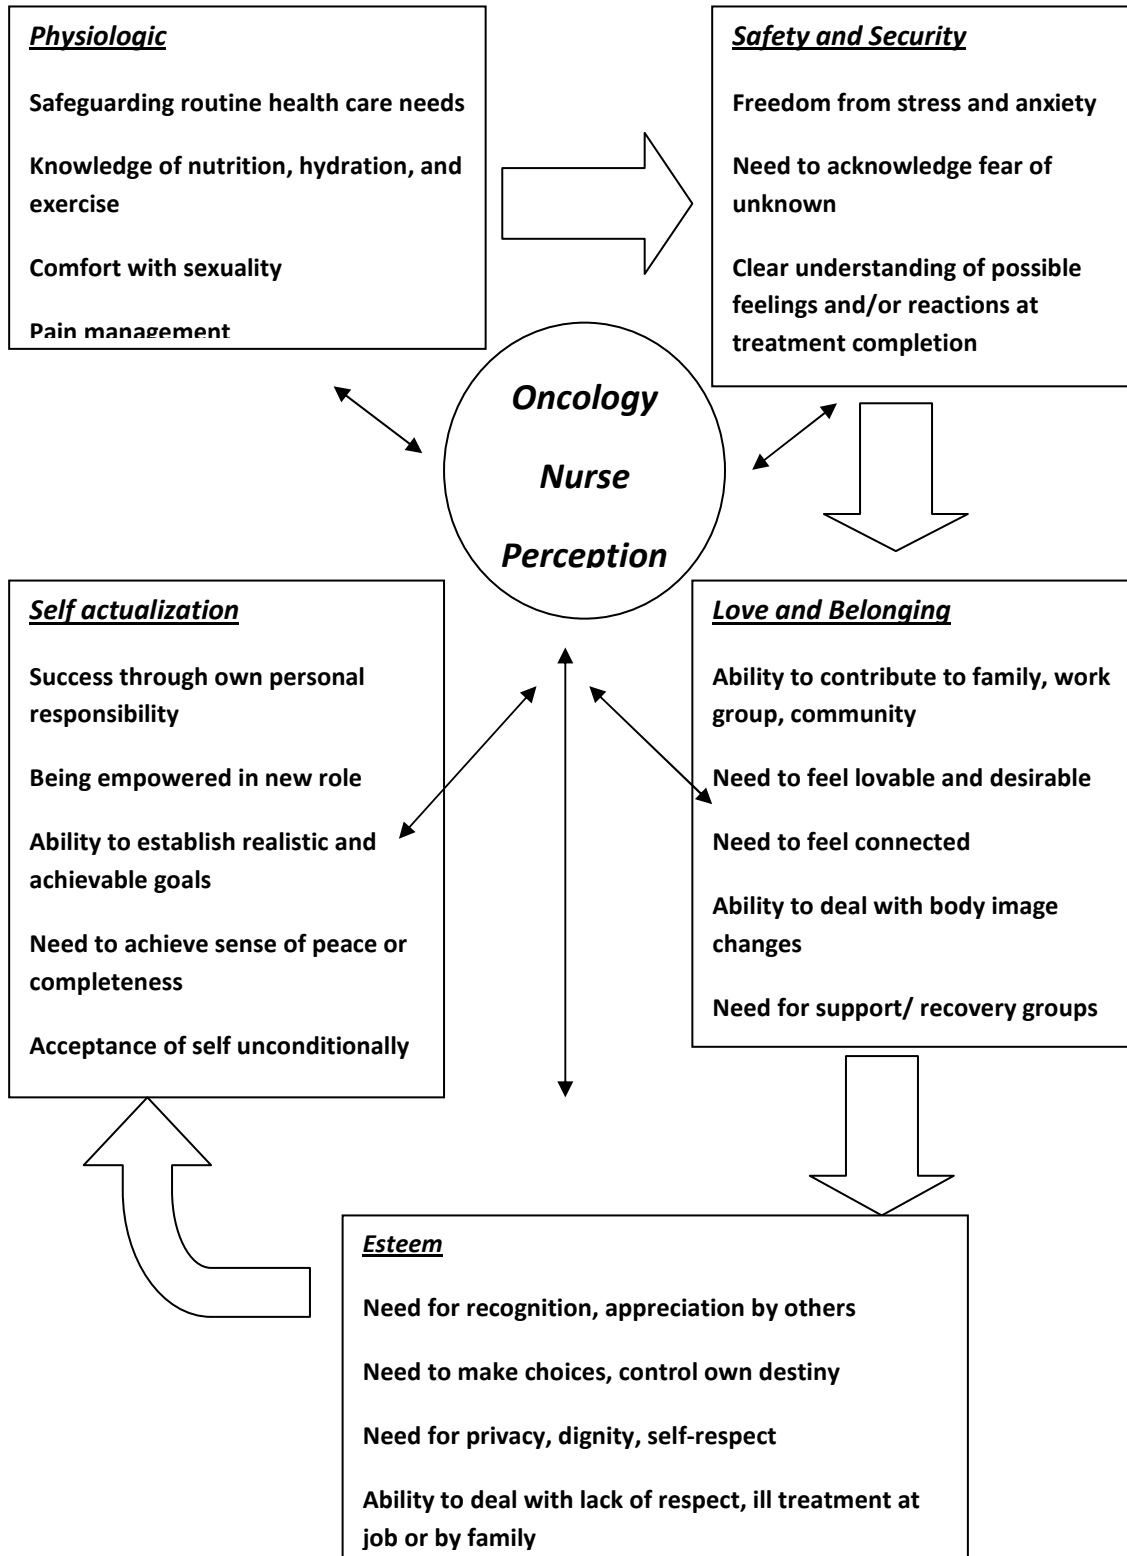 Physiologic
Safeguarding routine health care needs
Knowledge of nutrition, hydration, and
exercise
Comfort with sexuality
Pain management
Safety and Security
Freedom from stress and anxiety
Need to acknowledge fear of
unknown
Clear understanding of possible
feelings and/or reactions at
treatment completion
Oncology
Nurse
Perception
Self actualization
Success through own personal
responsibility
Being empowered in new role
Ability to establish realistic and
achievable goals
Need to achieve sense of peace or
completeness
Acceptance of self unconditionally
Love and Belonging
Ability to contribute to family, work
group, community
Need to feel lovable and desirable
Need to feel connected
Ability to deal with body image
changes
Need for support/ recovery groups
Esteem
Need for recognition, appreciation by others
Need to make choices, control own destiny
Need for privacy, dignity, self-respect
Ability to deal with lack of respect, ill treatment at
job or by family